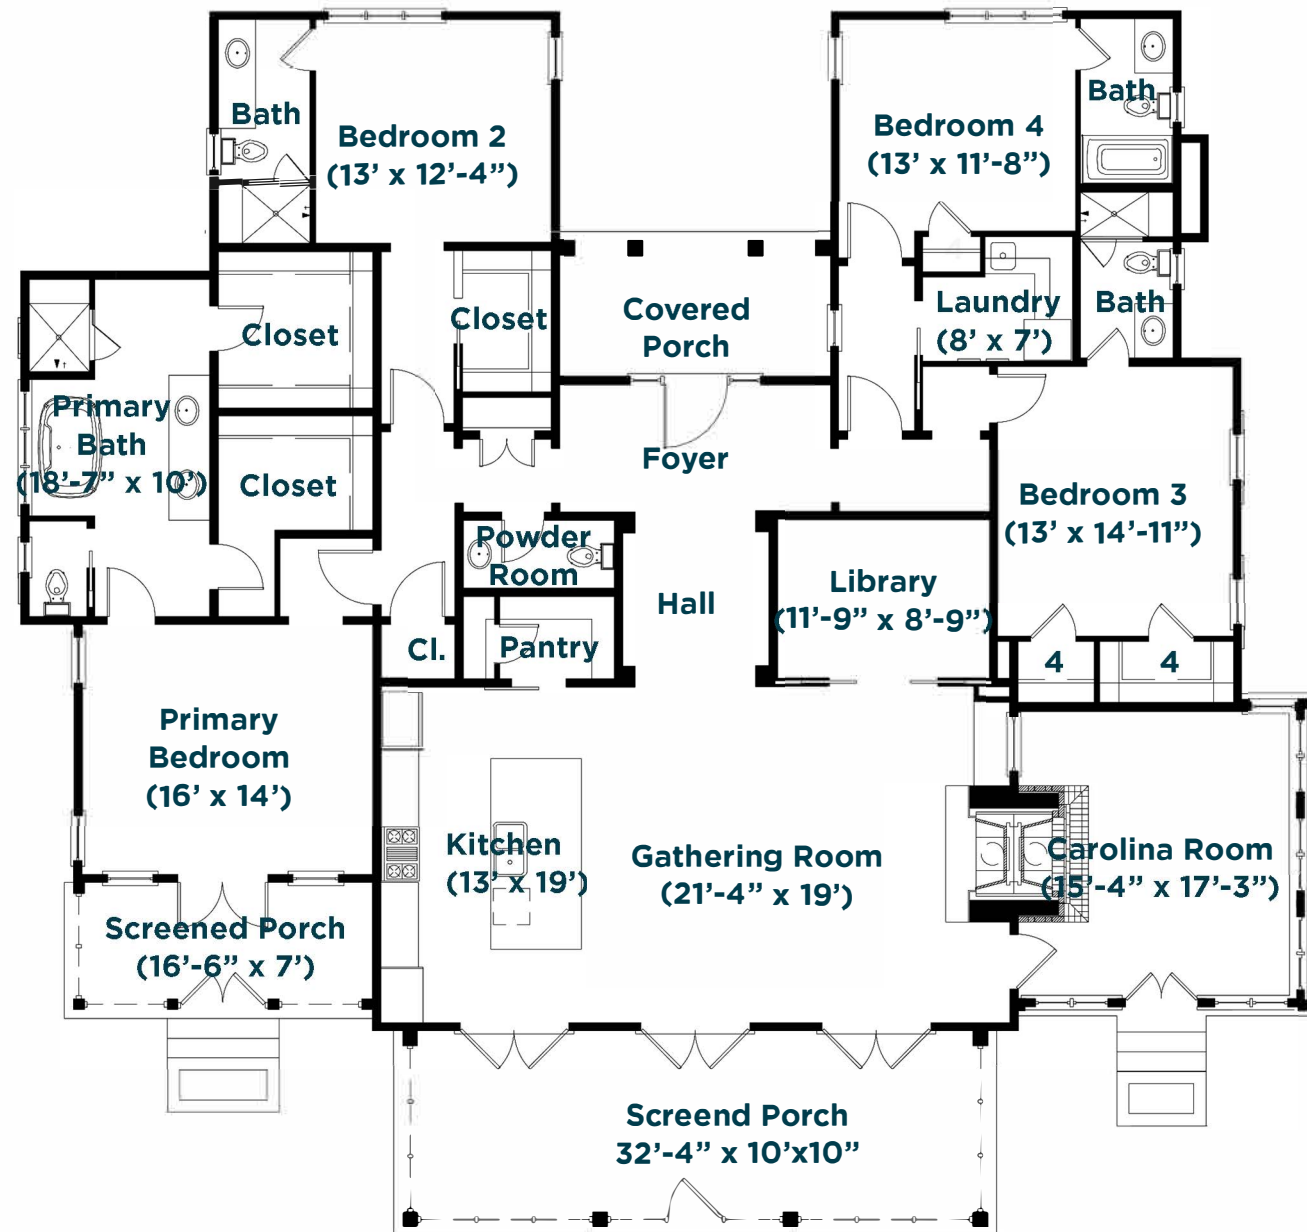 Bath
Bedroom 2
(13’ x 12’-4”)
Bedroom 4
(13’ x 11’-8”)
Bath
Closet
Closet
Covered
Porch
Laundry
(8’ x 7’)
Bath
Primary
Bath
(18’-7” x 10’)
Closet
Foyer
Bedroom 3
(13’ x 14’-11”)
Powder
Room
Hall
Library
(11’-9” x 8’-9”)
Cl.
Pantry
4
4
Primary
Bedroom
(16’ x 14’)
Kitchen
(13’ x 19’)
Gathering Room
(21’-4” x 19’)
Carolina Room
(15’-4” x 17’-3”)
Screened Porch
(16’-6” x 7’)
Screend Porch
32’-4” x 10’x10”